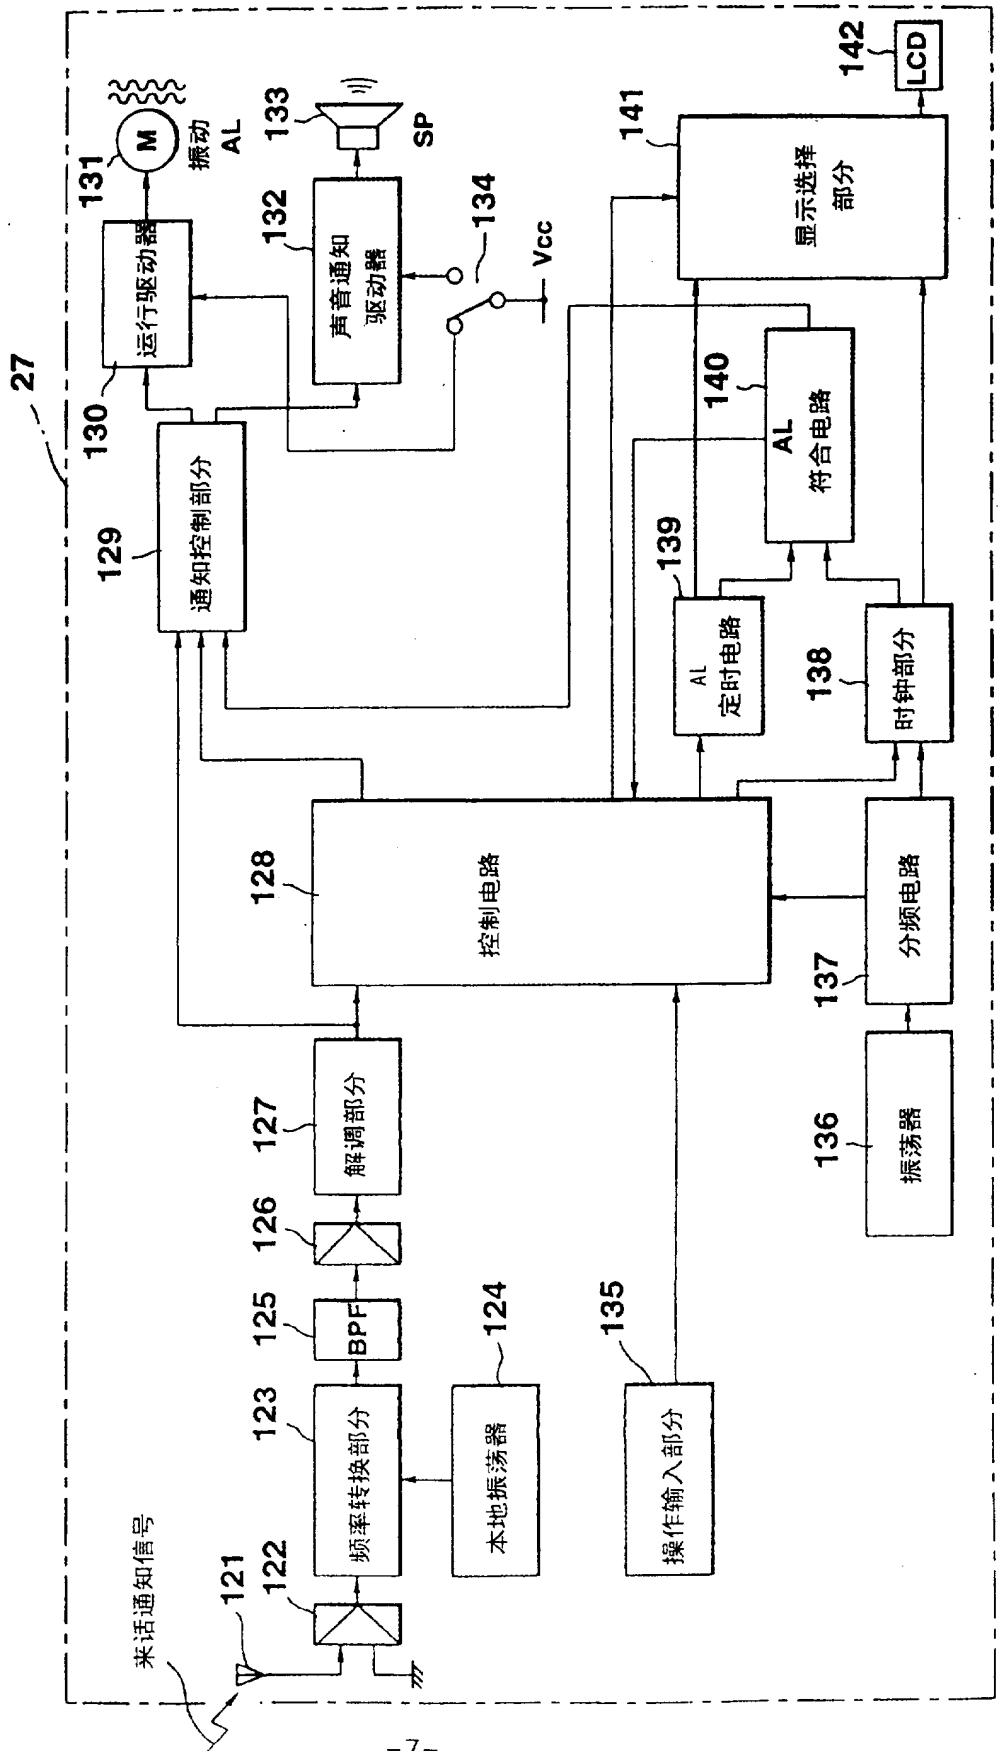 27
来话通知信号
121
122
123
频率转换部分
124
本地振荡器
125
BPF
126
127
解调部分
128
控制电路
129
通知控制部分
130
运行驱动器
131
M
振动
AL
132
声音通知
驱动器
133
SP
134
Vcc
135
操作输入部分
136
振荡器
137
分频电路
138
时钟部分
139
AL
定时电路
140
AL
符合电路
141
显示选择
部分
142
LCD
-7-